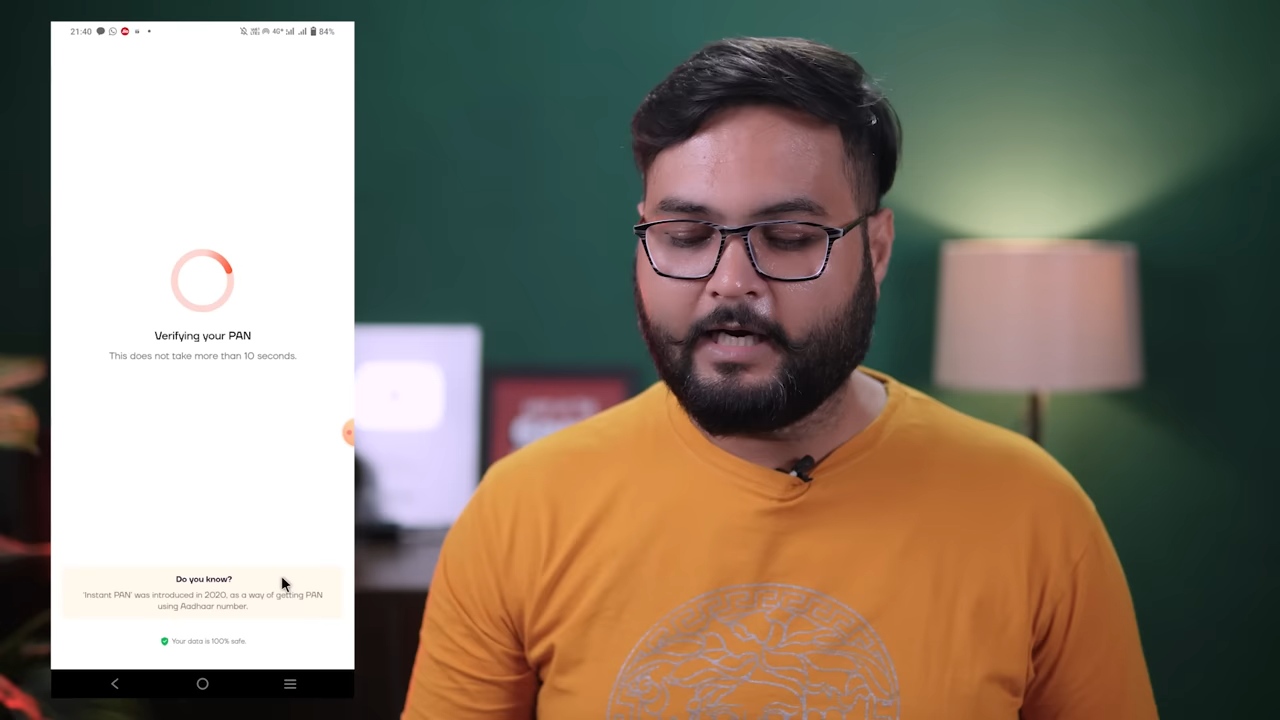 21:40
4G+
84%
Verifying your PAN
This does not take more than 10 seconds.
Do you know?
'Instant PAN' was introduced in 2020, as a way of getting PAN
using Aadhaar number.
Your data is 100% safe.